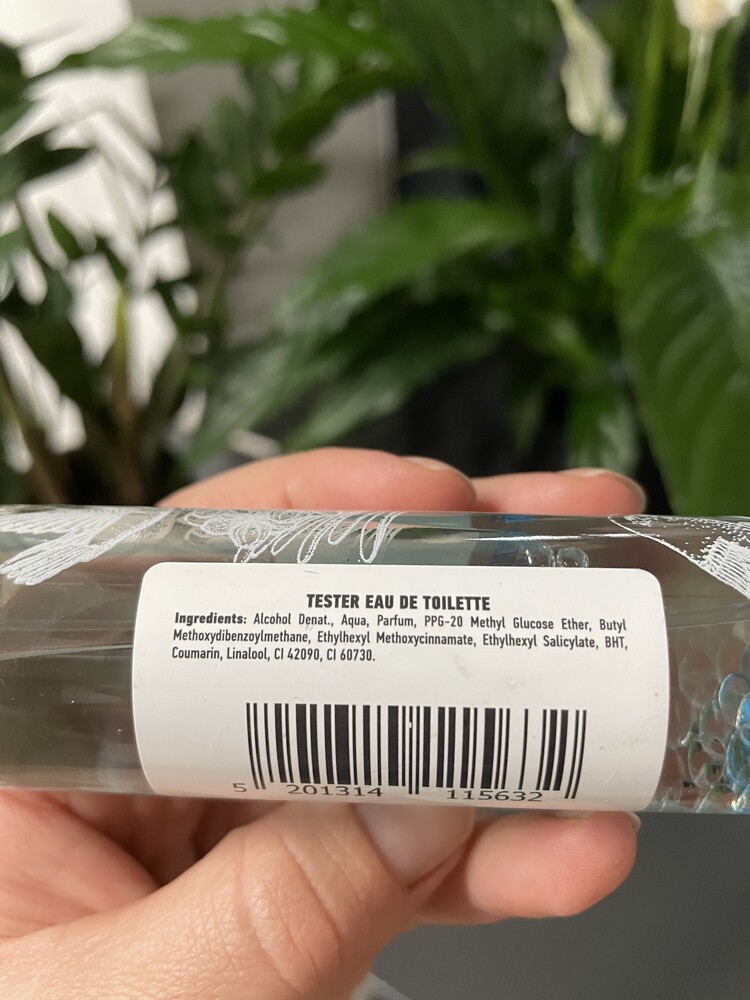 TESTER EAU DE TOILETTE
Ingredients: Alcohol Denat., Aqua, Parfum, PPG-20 Methyl Glucose Ether, Butyl
Methoxydibenzoylmethane, Ethylhexyl Methoxycinnamate, Ethylhexyl Salicylate, BHT,
Coumarin, Linalool, CI 42090, CI 60730.
5 201314 115632